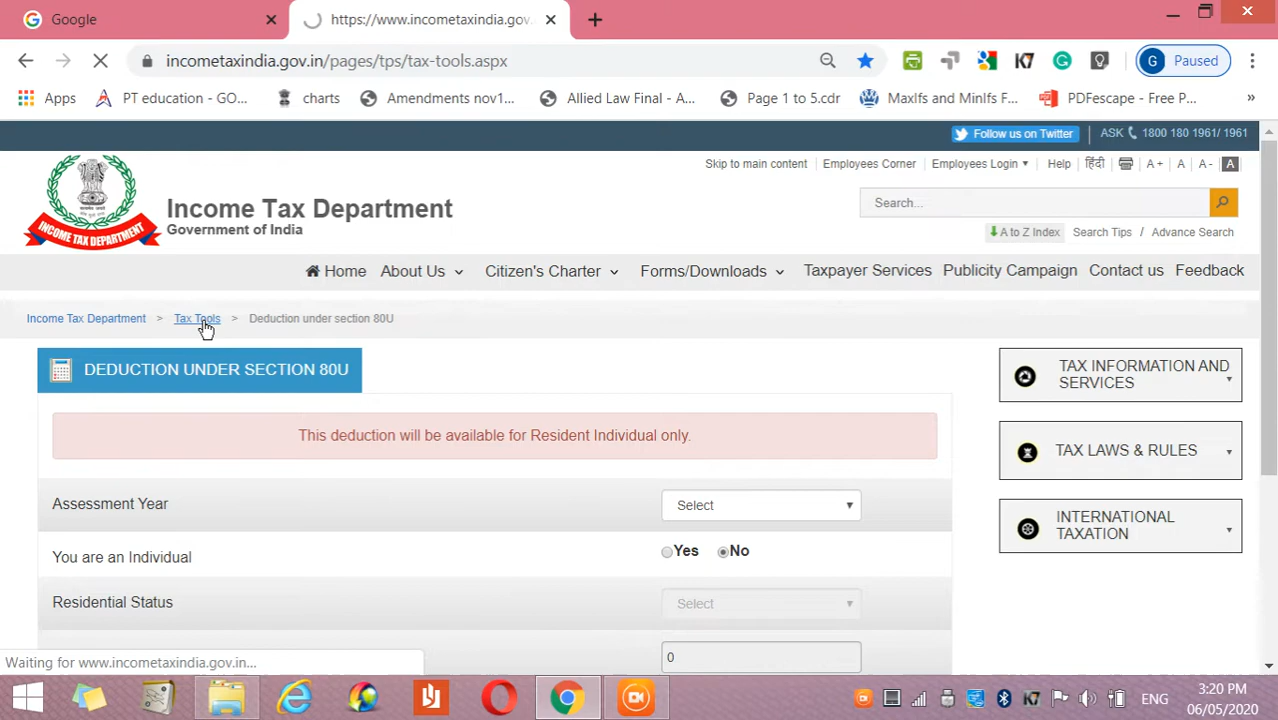 Google
https://www.incometaxindia.gov.
incometaxindia.gov.in/pages/tps/tax-tools.aspx
G Paused
Apps
PT education - GO...
charts
Amendments nov1...
Allied Law Final - A...
Page 1 to 5.cdr
MaxIfs and MinIfs F...
PDFescape - Free P...
»
Follow us on Twitter
ASK 1800 180 1961/ 1961
Skip to main content
Employees Corner
Employees Login
Help
हिंदी
A +
A
A -
A
INCOME TAX DEPARTMENT
Income Tax Department
Government of India
Search...
A to Z Index
Search Tips / Advance Search
Home
About Us
Citizen's Charter
Forms/Downloads
Taxpayer Services
Publicity Campaign
Contact us
Feedback
Income Tax Department > Tax Tools > Deduction under section 80U
DEDUCTION UNDER SECTION 80U
This deduction will be available for Resident Individual only.
Assessment Year
Select
You are an Individual
Yes
No
Residential Status
Select
0
TAX INFORMATION AND
SERVICES
TAX LAWS & RULES
INTERNATIONAL
TAXATION
Waiting for www.incometaxindia.gov.in...
ENG
3:20 PM
06/05/2020